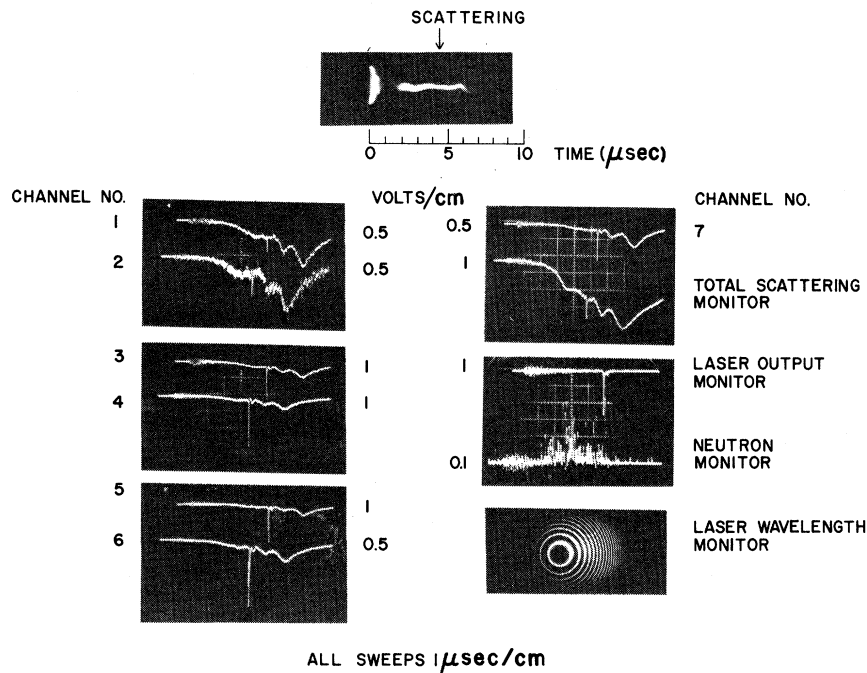 SCATTERING
0 5 10 TIME (μsec)
CHANNEL NO. VOLTS/cm CHANNEL NO.
1 0.5 0.5 7
2 0.5 1 TOTAL SCATTERING
MONITOR
3 1 1 LASER OUTPUT
MONITOR
4 1
0.1 NEUTRON
MONITOR
5 1
6 0.5 LASER WAVELENGTH
MONITOR
ALL SWEEPS 1 μsec/cm